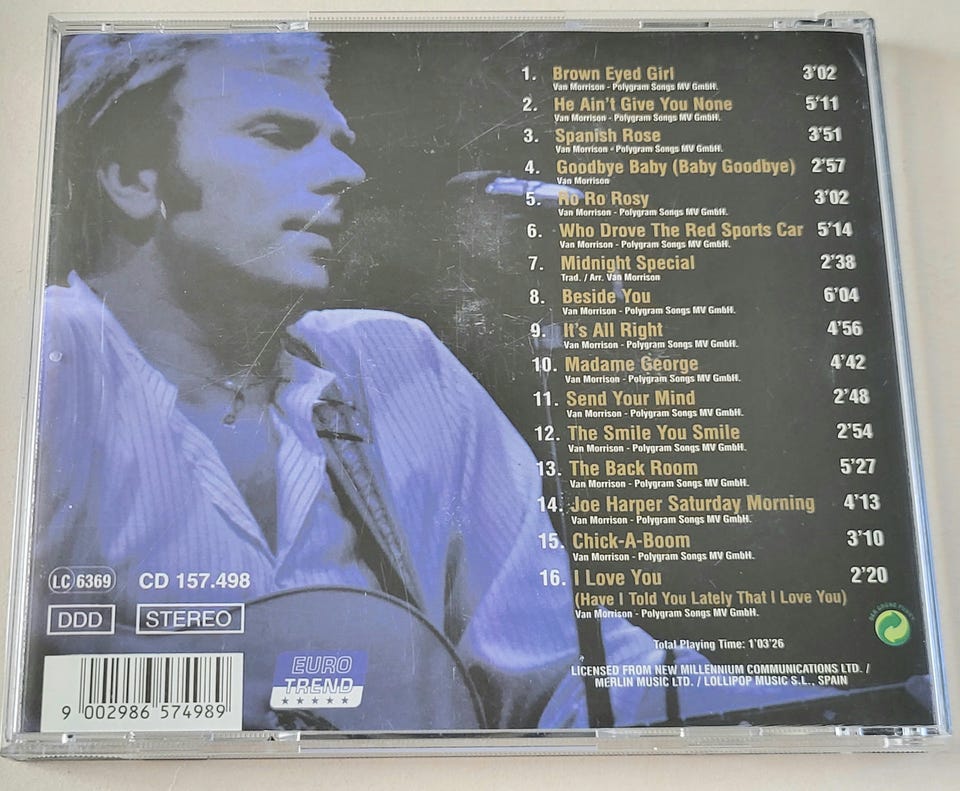 1. Brown Eyed Girl 3'02
Van Morrison - Polygram Songs MV GmbH.
2. He Ain't Give You None 5'11
Van Morrison - Polygram Songs MV GmbH.
3. Spanish Rose 3'51
Van Morrison - Polygram Songs MV GmbH.
4. Goodbye Baby (Baby Goodbye) 2'57
Van Morrison
5. Ro Ro Rosy 3'02
Van Morrison - Polygram Songs MV GmbH.
6. Who Drove The Red Sports Car 5'14
Van Morrison - Polygram Songs MV GmbH.
7. Midnight Special 2'38
Trad. / Arr. Van Morrison
8. Beside You 6'04
Van Morrison - Polygram Songs MV GmbH.
9. It's All Right 4'56
Van Morrison - Polygram Songs MV GmbH.
10. Madame George 4'42
Van Morrison - Polygram Songs MV GmbH.
11. Send Your Mind 2'48
Van Morrison - Polygram Songs MV GmbH.
12. The Smile You Smile 2'54
Van Morrison - Polygram Songs MV GmbH.
13. The Back Room 5'27
Van Morrison - Polygram Songs MV GmbH.
14. Joe Harper Saturday Morning 4'13
Van Morrison - Polygram Songs MV GmbH.
15. Chick-A-Boom 3'10
Van Morrison - Polygram Songs MV GmbH.
16. I Love You 2'20
(Have I Told You Lately That I Love You)
Van Morrison - Polygram Songs MV GmbH.
Total Playing Time: 1'03'26
LICENSED FROM NEW MILLENNIUM COMMUNICATIONS LTD. /
MERLIN MUSIC LTD. / LOLLIPOP MUSIC S.L., SPAIN
DER GRÜNE PUNKT
LC 6369 CD 157.498
DDD STEREO
EURO
TREND
9 002986 574989